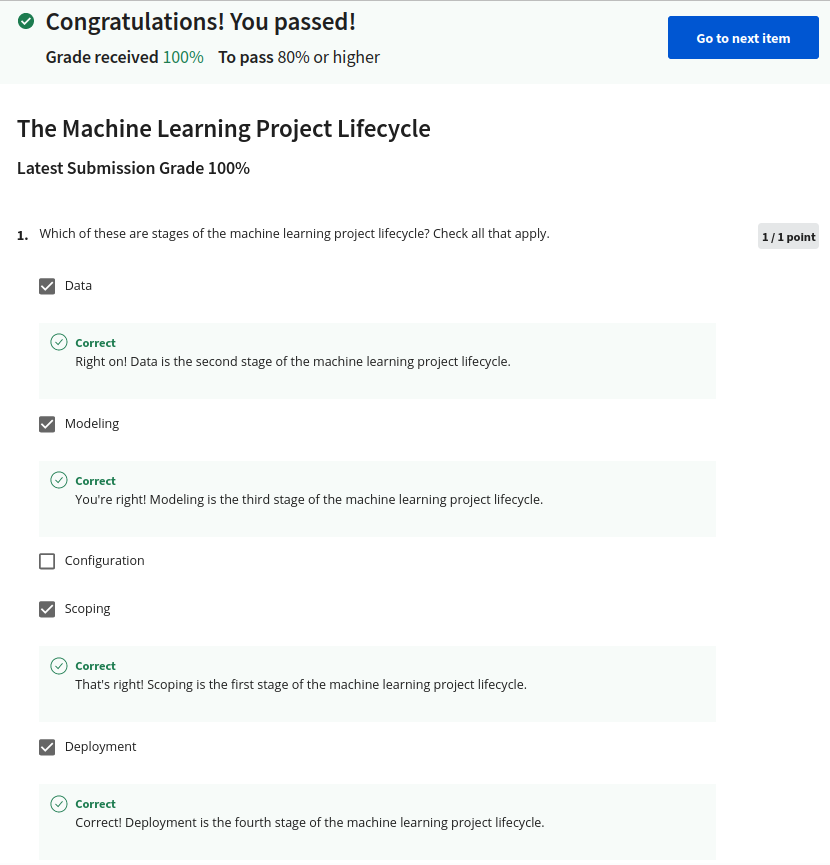 Congratulations! You passed!
Grade received 100% To pass 80% or higher
Go to next item
The Machine Learning Project Lifecycle
Latest Submission Grade 100%
1. Which of these are stages of the machine learning project lifecycle? Check all that apply.
1 / 1 point
Data
Correct
Right on! Data is the second stage of the machine learning project lifecycle.
Modeling
Correct
You're right! Modeling is the third stage of the machine learning project lifecycle.
Configuration
Scoping
Correct
That's right! Scoping is the first stage of the machine learning project lifecycle.
Deployment
Correct
Correct! Deployment is the fourth stage of the machine learning project lifecycle.